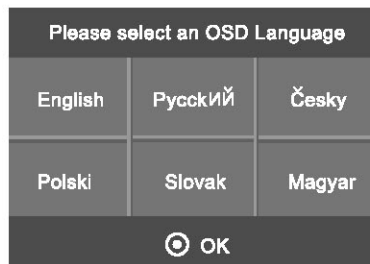 Please select an OSD Language
English Русский Česky
Polski Slovak Magyar
OK